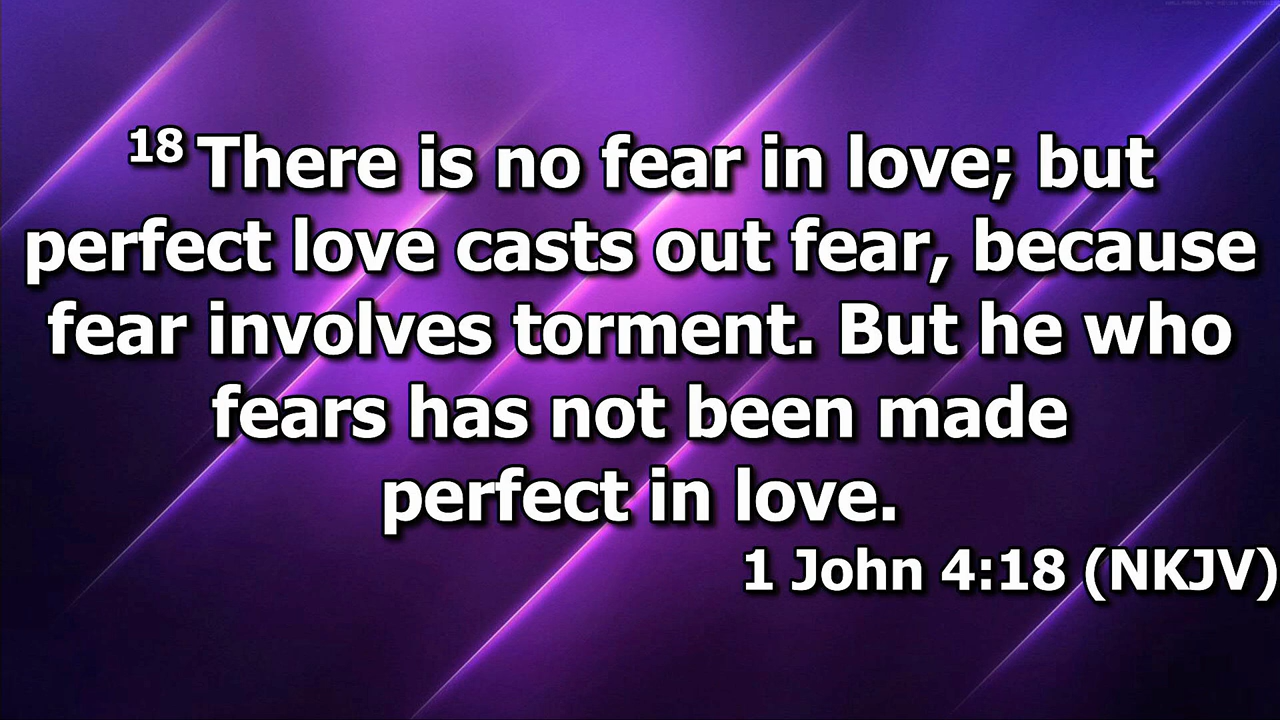 18 There is no fear in love; but
perfect love casts out fear, because
fear involves torment. But he who
fears has not been made
perfect in love.
1 John 4:18 (NKJV)